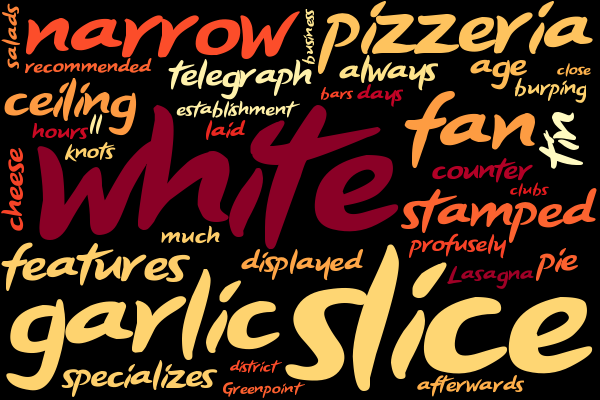 salads
narrow
business
pizzeria
recommended
telegraph
always
age
close
burping
ceiling
establishment
bars
days
fan
tin
hours
ll
laid
knots
white
counter
clubs
cheese
stamped
much
profusely
features
displayed
Lasagna
pie
garlic
slice
specializes
district
Greenpoint
afterwards